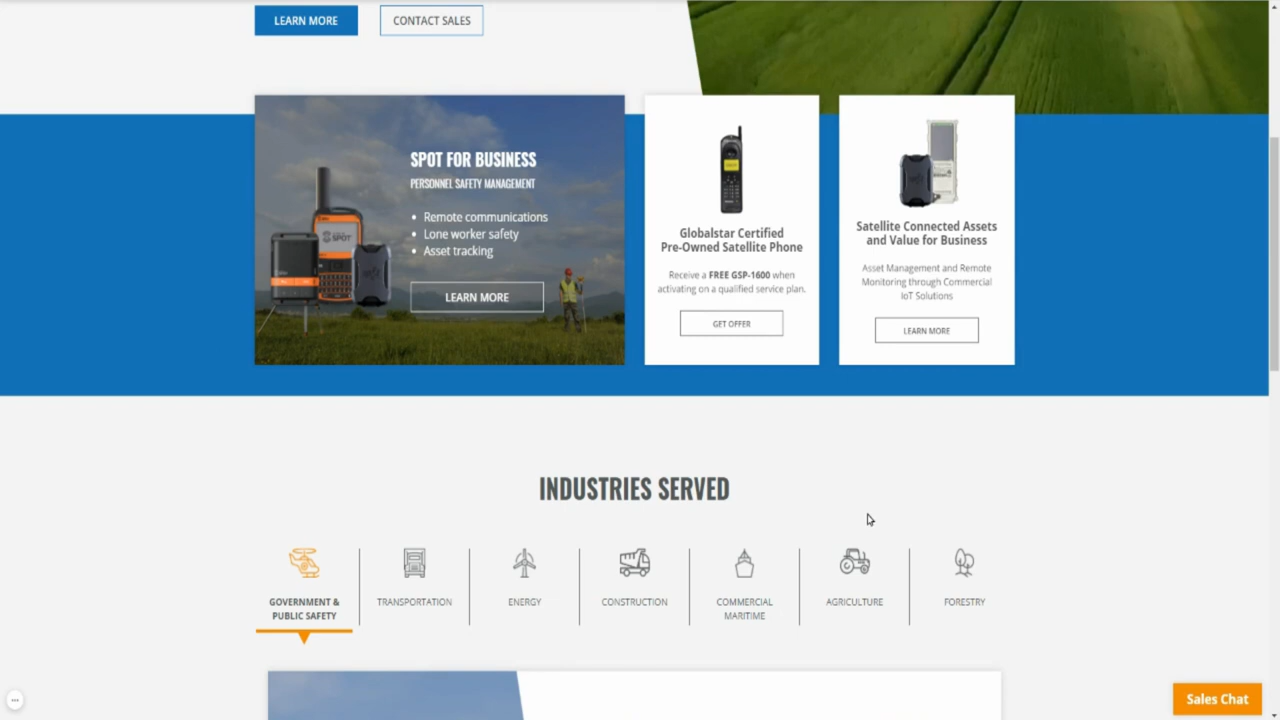 LEARN MORE
CONTACT SALES
SPOT FOR BUSINESS
PERSONNEL SAFETY MANAGEMENT
• Remote communications
• Lone worker safety
• Asset tracking
LEARN MORE
SPOT
Globalstar Certified
Pre-Owned Satellite Phone
Receive a FREE GSP-1600 when
activating on a qualified service plan.
GET OFFER
Satellite Connected Assets
and Value for Business
Asset Management and Remote
Monitoring through Commercial
IoT Solutions
LEARN MORE
INDUSTRIES SERVED
GOVERNMENT &
PUBLIC SAFETY
TRANSPORTATION
ENERGY
CONSTRUCTION
COMMERCIAL
MARITIME
AGRICULTURE
FORESTRY
Sales Chat